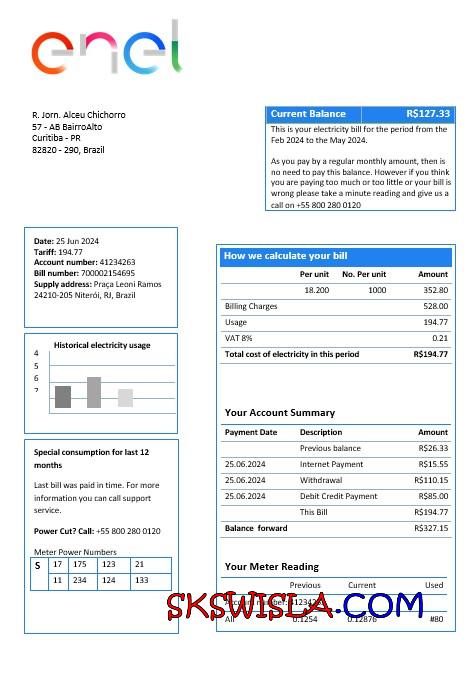 enel
R. Jorn. Alceu Chichorro
57 - AB BairroAlto
Curitiba - PR
82820 - 290, Brazil
Current Balance R$127.33
This is your electricity bill for the period from the
Feb 2024 to the May 2024.
As you pay by a regular monthly amount, then is
no need to pay this balance. However if you think
you are paying too much or too little or your bill is
wrong please take a minute reading and give us a
call on +55 800 280 0120
Date: 25 Jun 2024
Tariff: 194.77
Account number: 41234263
Bill number: 700002154695
Supply address: Praça Leoni Ramos
24210-205 Niterói, RJ, Brazil
Historical electricity usage
4
5
6
7
Special consumption for last 12
months
Last bill was paid in time. For more
information you can call support
service.
Power Cut? Call: +55 800 280 0120
Meter Power Numbers
S 17 175 123 21
11 234 124 133
How we calculate your bill
Per unit No. Per unit Amount
18.200 1000 352.80
Billing Charges 528.00
Usage 194.77
VAT 8% 0.21
Total cost of electricity in this period R$194.77
Your Account Summary
Payment Date Description Amount
Previous balance R$26.33
25.06.2024 Internet Payment R$15.55
25.06.2024 Withdrawal R$110.15
25.06.2024 Debit Credit Payment R$85.00
This Bill R$194.77
Balance forward R$327.15
Your Meter Reading
Previous Current Used
Account number:
SKSWISLA.COM
All 0.1254 0.12876 #80